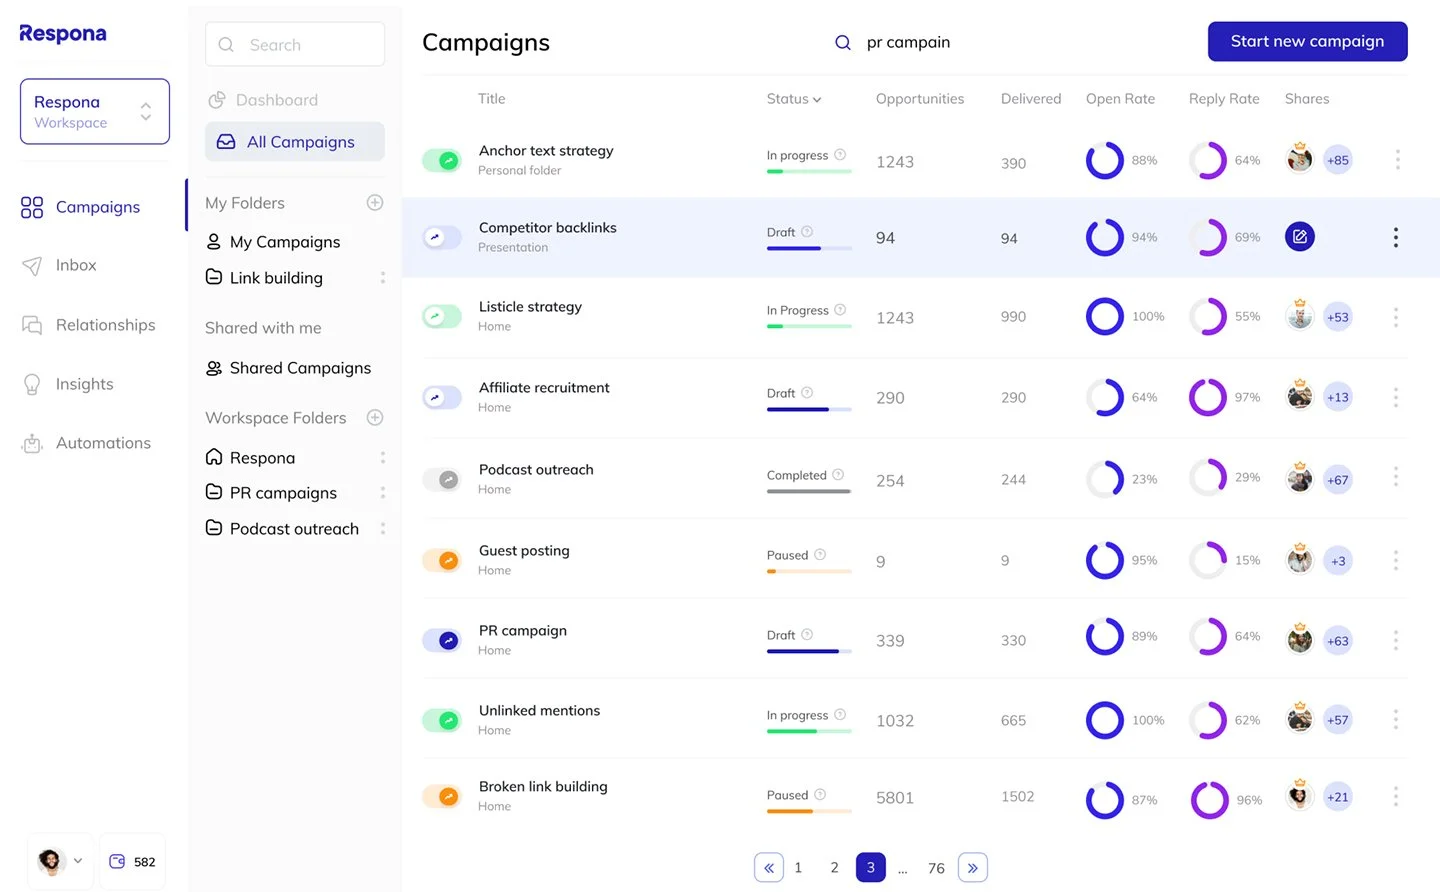 Respona
Respona
Workspace
Campaigns
Inbox
Relationships
Insights
Automations
582
Search
Dashboard
All Campaigns
My Folders
My Campaigns
Link building
Shared with me
Shared Campaigns
Workspace Folders
Respona
PR campaigns
Podcast outreach
Campaigns
pr campain
Start new campaign
Title Status Opportunities Delivered Open Rate Reply Rate Shares
Anchor text strategy In progress ? 1243 390 88% 64% +85
Personal folder
Competitor backlinks Draft ? 94 94 94% 69%
Presentation
Listicle strategy In Progress ? 1243 990 100% 55% +53
Home
Affiliate recruitment Draft ? 290 290 64% 97% +13
Home
Podcast outreach Completed ? 254 244 23% 29% +67
Home
Guest posting Paused ? 9 9 95% 15% +3
Home
PR campaign Draft ? 339 330 89% 64% +63
Home
Unlinked mentions In progress ? 1032 665 100% 62% +57
Home
Broken link building Paused ? 5801 1502 87% 96% +21
Home
« 1 2 3 ... 76 »